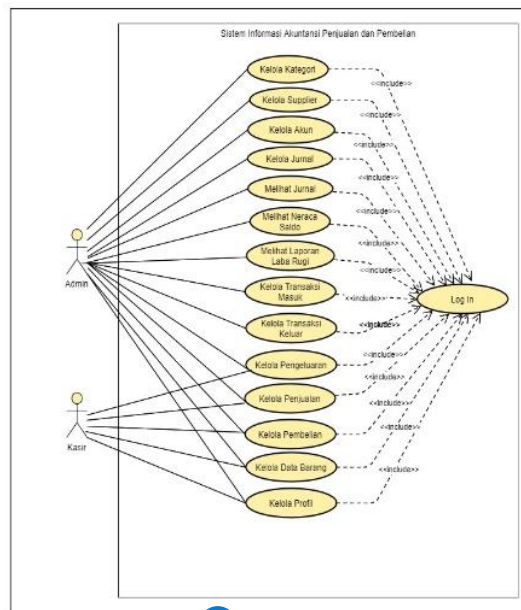 Sistem Informasi Akuntansi Penjualan dan Pembelian
Kelola Kategori
<<include>>
Kelola Supplier
<<include>>
Kelola Akun
<<include>>
Kelola Jurnal
<<include>>
Melihat Jurnal
<<include>>
Melihat Neraca
Saldo
<<include>>
Melihat Laporan
Laba Rugi
<<include>>
Admin
Kelola Transaksi
Masuk
<<include>>
Log In
Kelola Transaksi
Keluar
<<include>>
Kelola Pengeluaran
<<include>>
Kelola Penjualan
<<include>>
Kasir
Kelola Pembelian
<<include>>
Kelola Data Barang
<<include>>
Kelola Profil
<<include>>